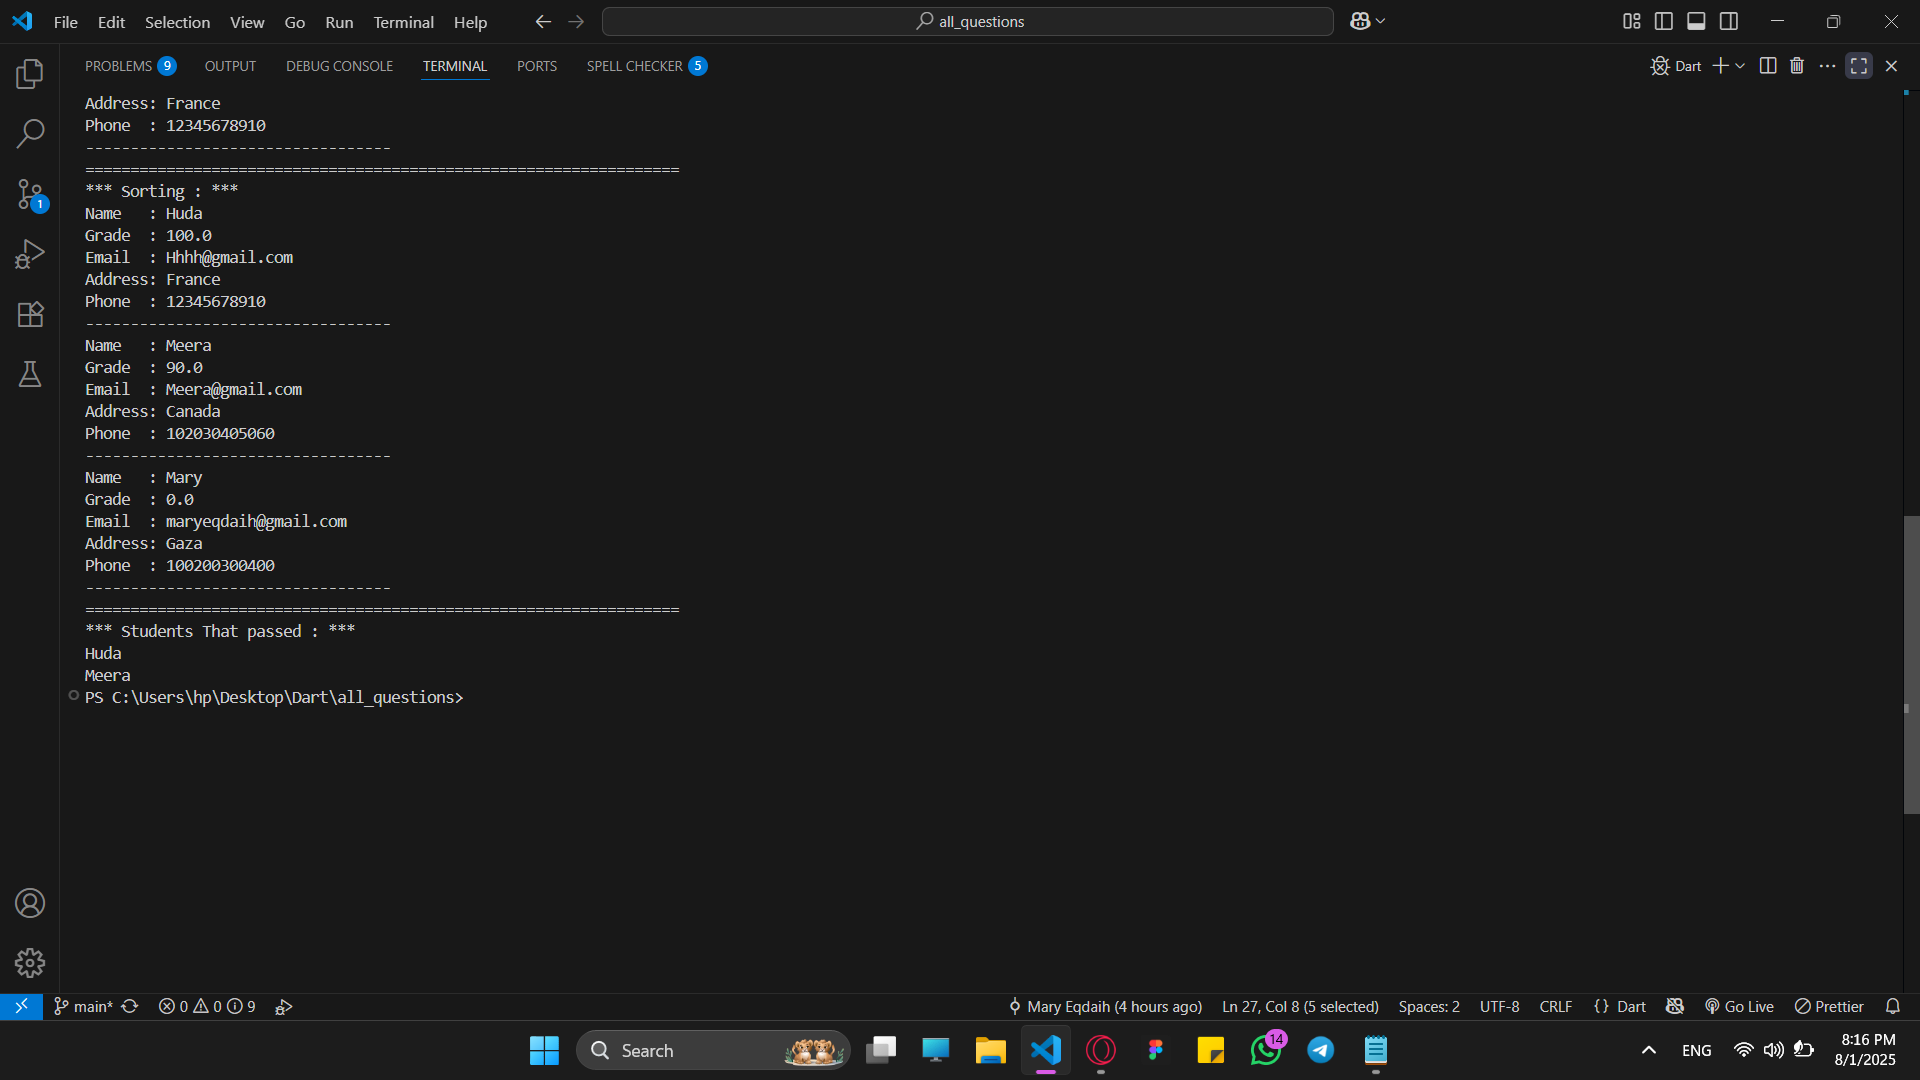 File Edit Selection View Go Run Terminal Help
all_questions
PROBLEMS 9 OUTPUT DEBUG CONSOLE TERMINAL PORTS SPELL CHECKER 5
Dart
Address: France
Phone  : 12345678910
----------------------------------
==================================================================
*** Sorting : ***
Name   : Huda
Grade  : 100.0
Email  : Hhhh@gmail.com
Address: France
Phone  : 12345678910
----------------------------------
Name   : Meera
Grade  : 90.0
Email  : Meera@gmail.com
Address: Canada
Phone  : 102030405060
----------------------------------
Name   : Mary
Grade  : 0.0
Email  : maryeqdaih@gmail.com
Address: Gaza
Phone  : 100200300400
----------------------------------
==================================================================
*** Students That passed : ***
Huda
Meera
PS C:\Users\hp\Desktop\Dart\all_questions>
1
main* 0 0 9 Mary Eqdaih (4 hours ago) Ln 27, Col 8 (5 selected) Spaces: 2 UTF-8 CRLF {} Dart Go Live Prettier
Search 14 ENG 8:16 PM
8/1/2025